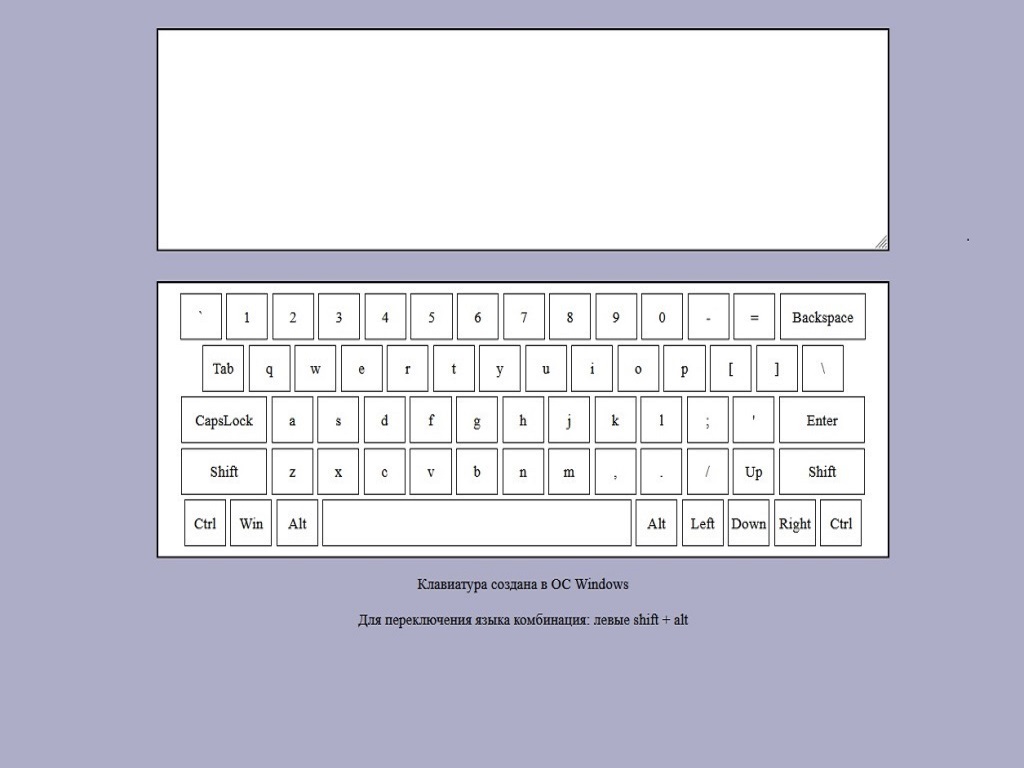 ` 1 2 3 4 5 6 7 8 9 0 - = Backspace
Tab q w e r t y u i o p [ ] \
CapsLock a s d f g h j k l ; ' Enter
Shift z x c v b n m , . / Up Shift
Ctrl Win Alt Alt Left Down Right Ctrl
Клавиатура создана в ОС Windows
Для переключения языка комбинация: левые shift + alt